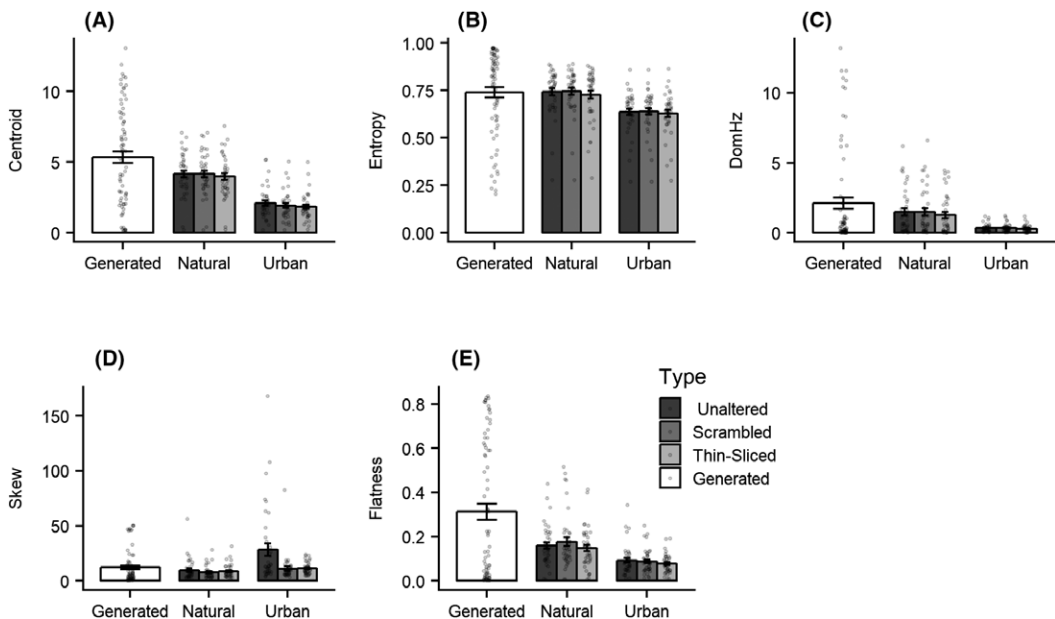 (A)
Centroid
10
5
0
Generated Natural Urban
(B)
Entropy
1.00
0.75
0.50
0.25
0.00
Generated Natural Urban
(C)
DomHz
10
5
0
Generated Natural Urban
(D)
Skew
150
100
50
0
Generated Natural Urban
(E)
Flatness
0.8
0.6
0.4
0.2
0.0
Generated Natural Urban
Type
Unaltered
Scrambled
Thin-Sliced
Generated